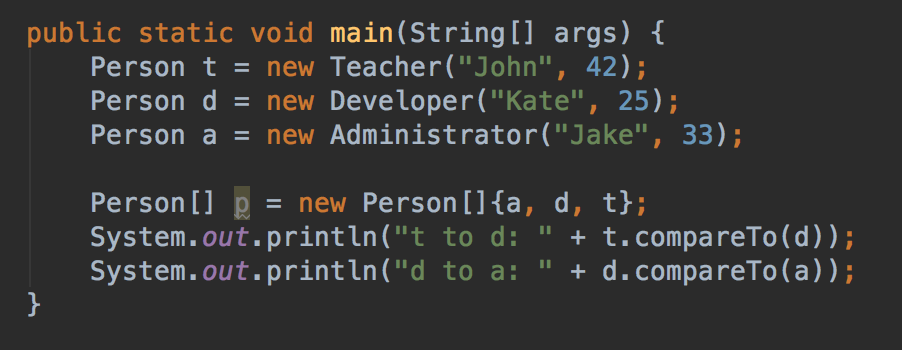 public static void main(String[] args) {
Person t = new Teacher("John", 42);
Person d = new Developer("Kate", 25);
Person a = new Administrator("Jake", 33);
Person[] p = new Person[]{a, d, t};
System.out.println("t to d: " + t.compareTo(d));
System.out.println("d to a: " + d.compareTo(a));
}